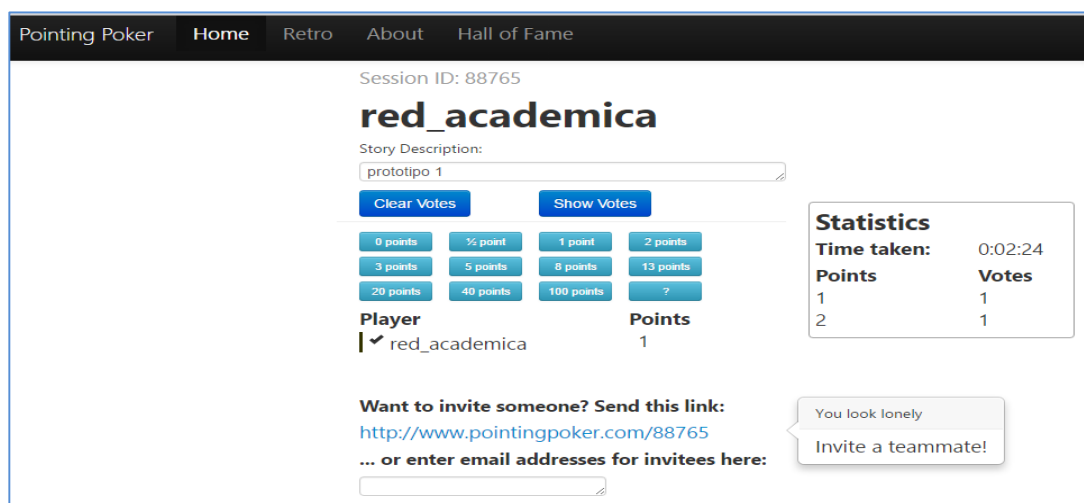 Pointing Poker Home Retro About Hall of Fame
Session ID: 88765
red_academica
Story Description:
prototipo 1
Clear Votes Show Votes
0 points ½ point 1 point 2 points
3 points 5 points 8 points 13 points
20 points 40 points 100 points ?
Player Points
red_academica 1
Statistics
Time taken: 0:02:24
Points Votes
1 1
2 1
Want to invite someone? Send this link:
http://www.pointingpoker.com/88765
... or enter email addresses for invitees here:
You look lonely
Invite a teammate!